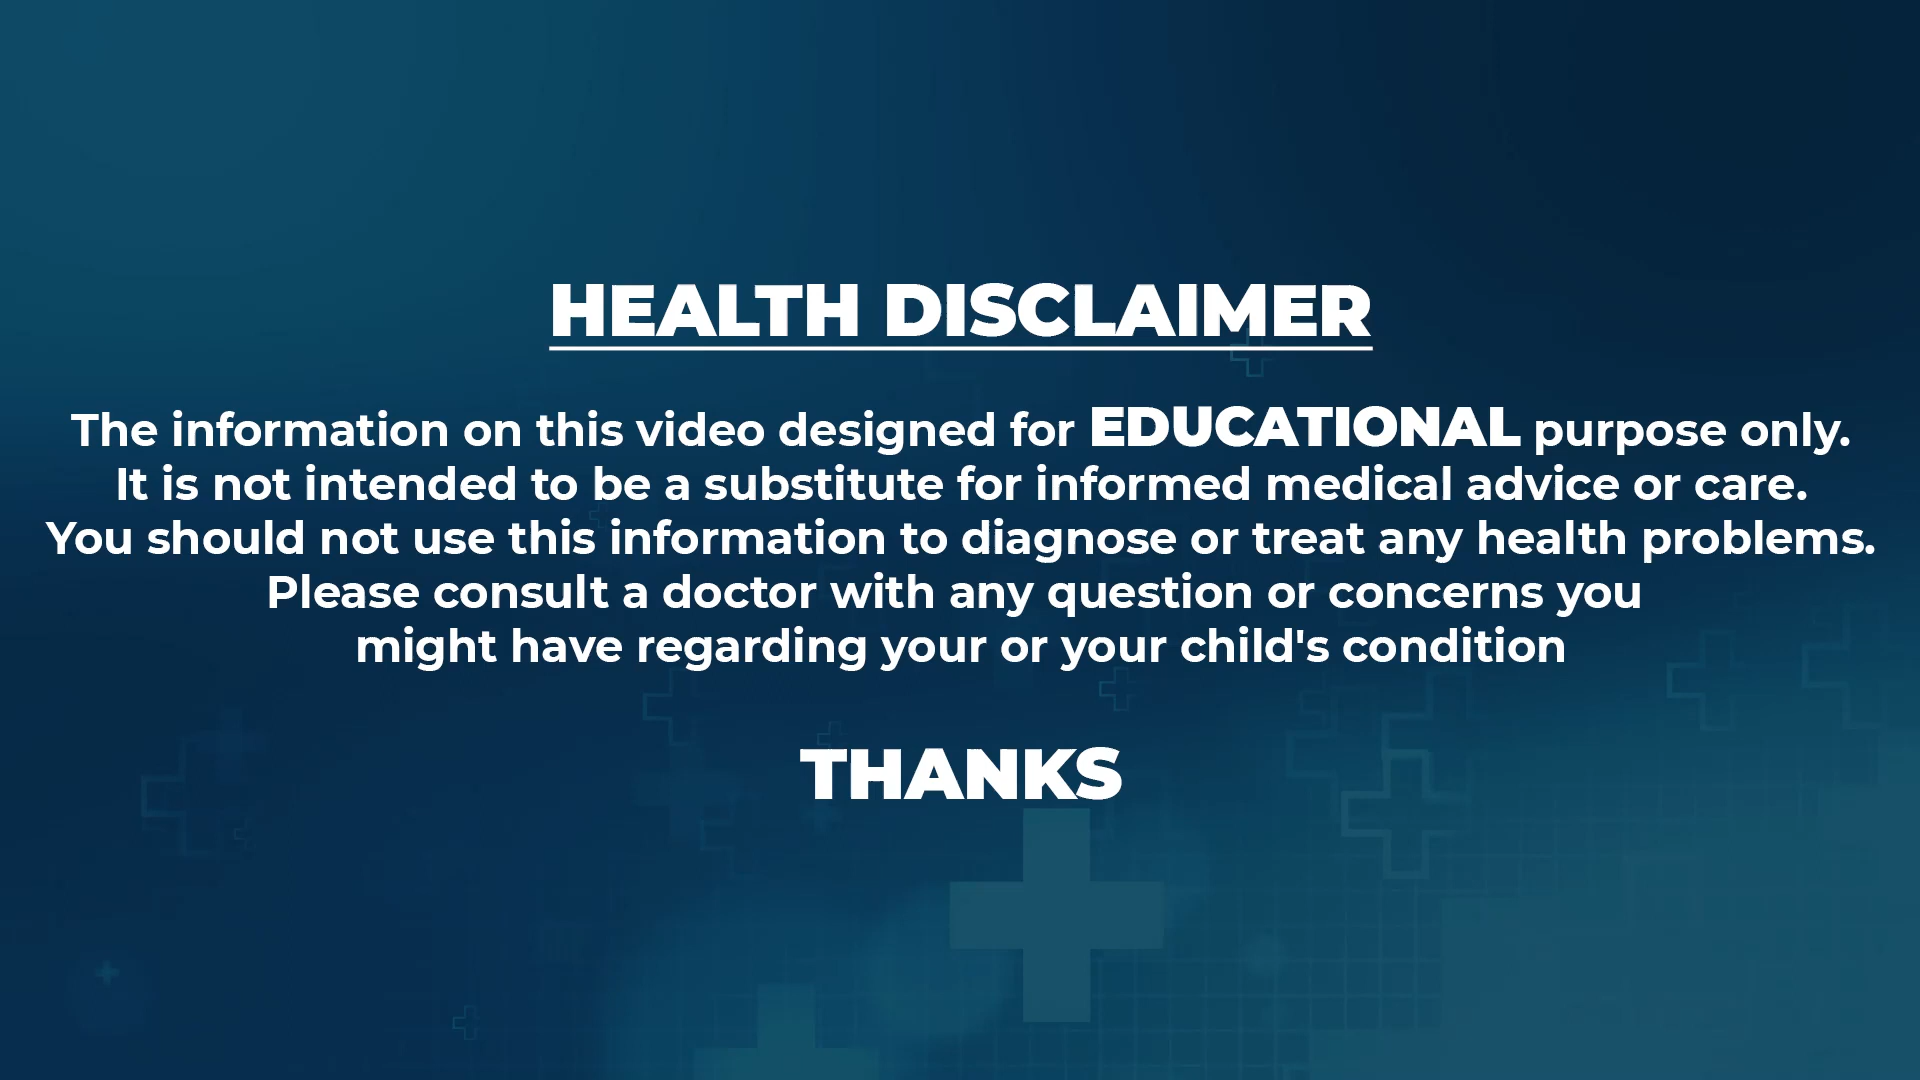 HEALTH DISCLAIMER
The information on this video designed for EDUCATIONAL purpose only.
It is not intended to be a substitute for informed medical advice or care.
You should not use this information to diagnose or treat any health problems.
Please consult a doctor with any question or concerns you
might have regarding your or your child's condition
THANKS